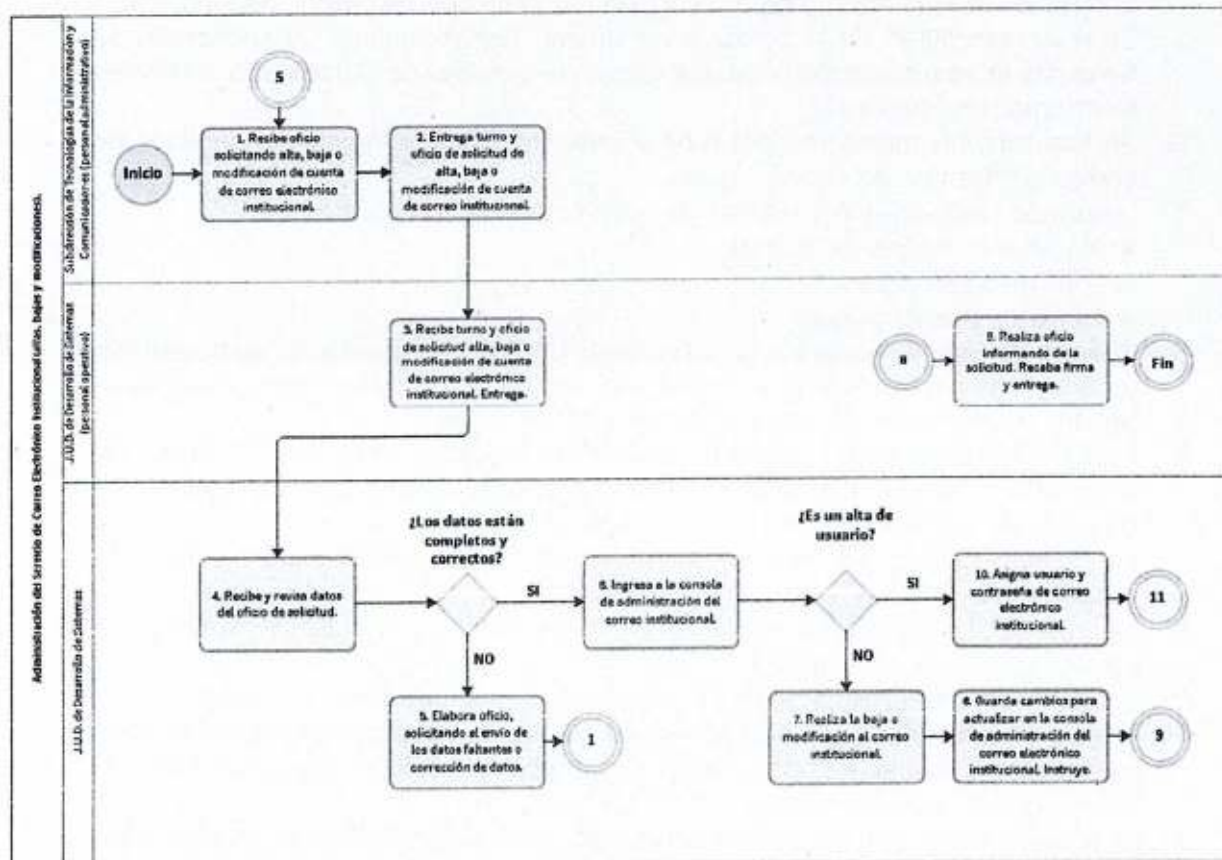 Administración del Servicio de Correo Electrónico Institucional (altas, bajas y modificaciones).
Subdirección de Tecnología de la Información y
Comunicaciones (personal administrativo)
S
Inicio
1. Recibe oficio
solicitando alta, baja o
modificación de cuenta
de correo electrónico
institucional.
2. Entrega turno y
oficio de solicitud de
alta, baja o
modificación de cuenta
de correo institucional.
J.U.D. de Desarrollo de Sistemas
(personal operativo)
3. Recibe turno y oficio
de solicitud alta, baja o
modificación de cuenta
de correo electrónico
institucional. Entrega.
8
9. Realiza oficio
informando de la
solicitud. Recaba firma
y entrega.
Fin
J.U.D. de Desarrollo de Sistemas
4. Recibe y revisa datos
del oficio de solicitud.
¿Los datos están
completos y
correctos?
SI
NO
5. Elabora oficio,
solicitando el envío de
los datos faltantes o
corrección de datos.
1
6. Ingresa a la consola
de administración del
correo institucional.
¿Es un alta de
usuario?
SI
10. Asigna usuario y
contraseña de correo
electrónico
institucional.
11
NO
7. Realiza la baja o
modificación al correo
institucional.
8. Guarda cambios para
actualizar en la consola
de administración del
correo electrónico
institucional. Instruye.
9